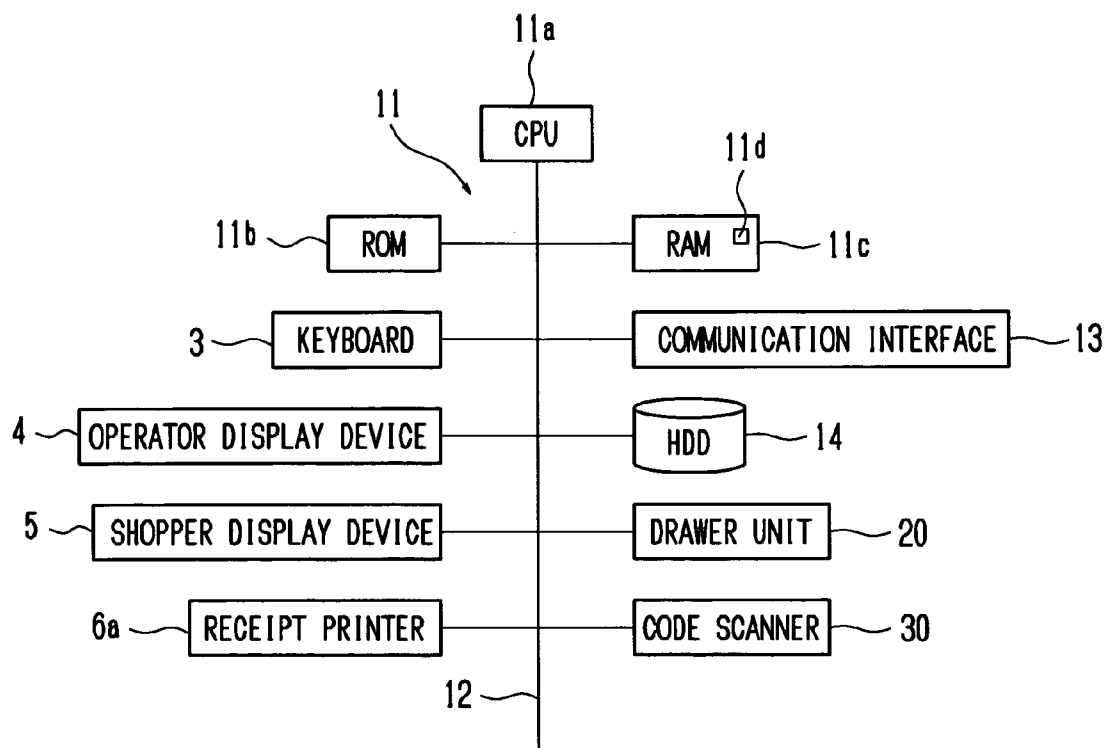 11a
11
CPU
11d
11b
ROM
RAM
11c
3
KEYBOARD
COMMUNICATION INTERFACE
13
4
OPERATOR DISPLAY DEVICE
HDD
14
5
SHOPPER DISPLAY DEVICE
DRAWER UNIT
20
6a
RECEIPT PRINTER
CODE SCANNER
30
12